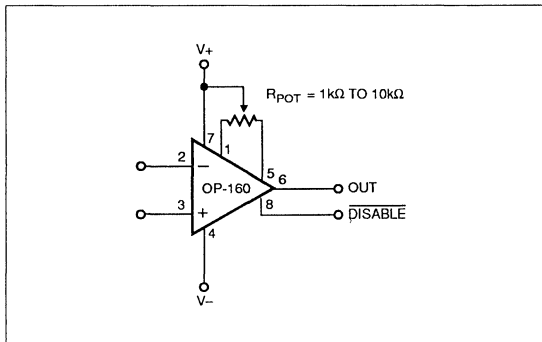 V+
R_POT = 1kΩ TO 10kΩ
7
1
2
−
5
6
OP-160
OUT
8
3
+
DISABLE
4
V−